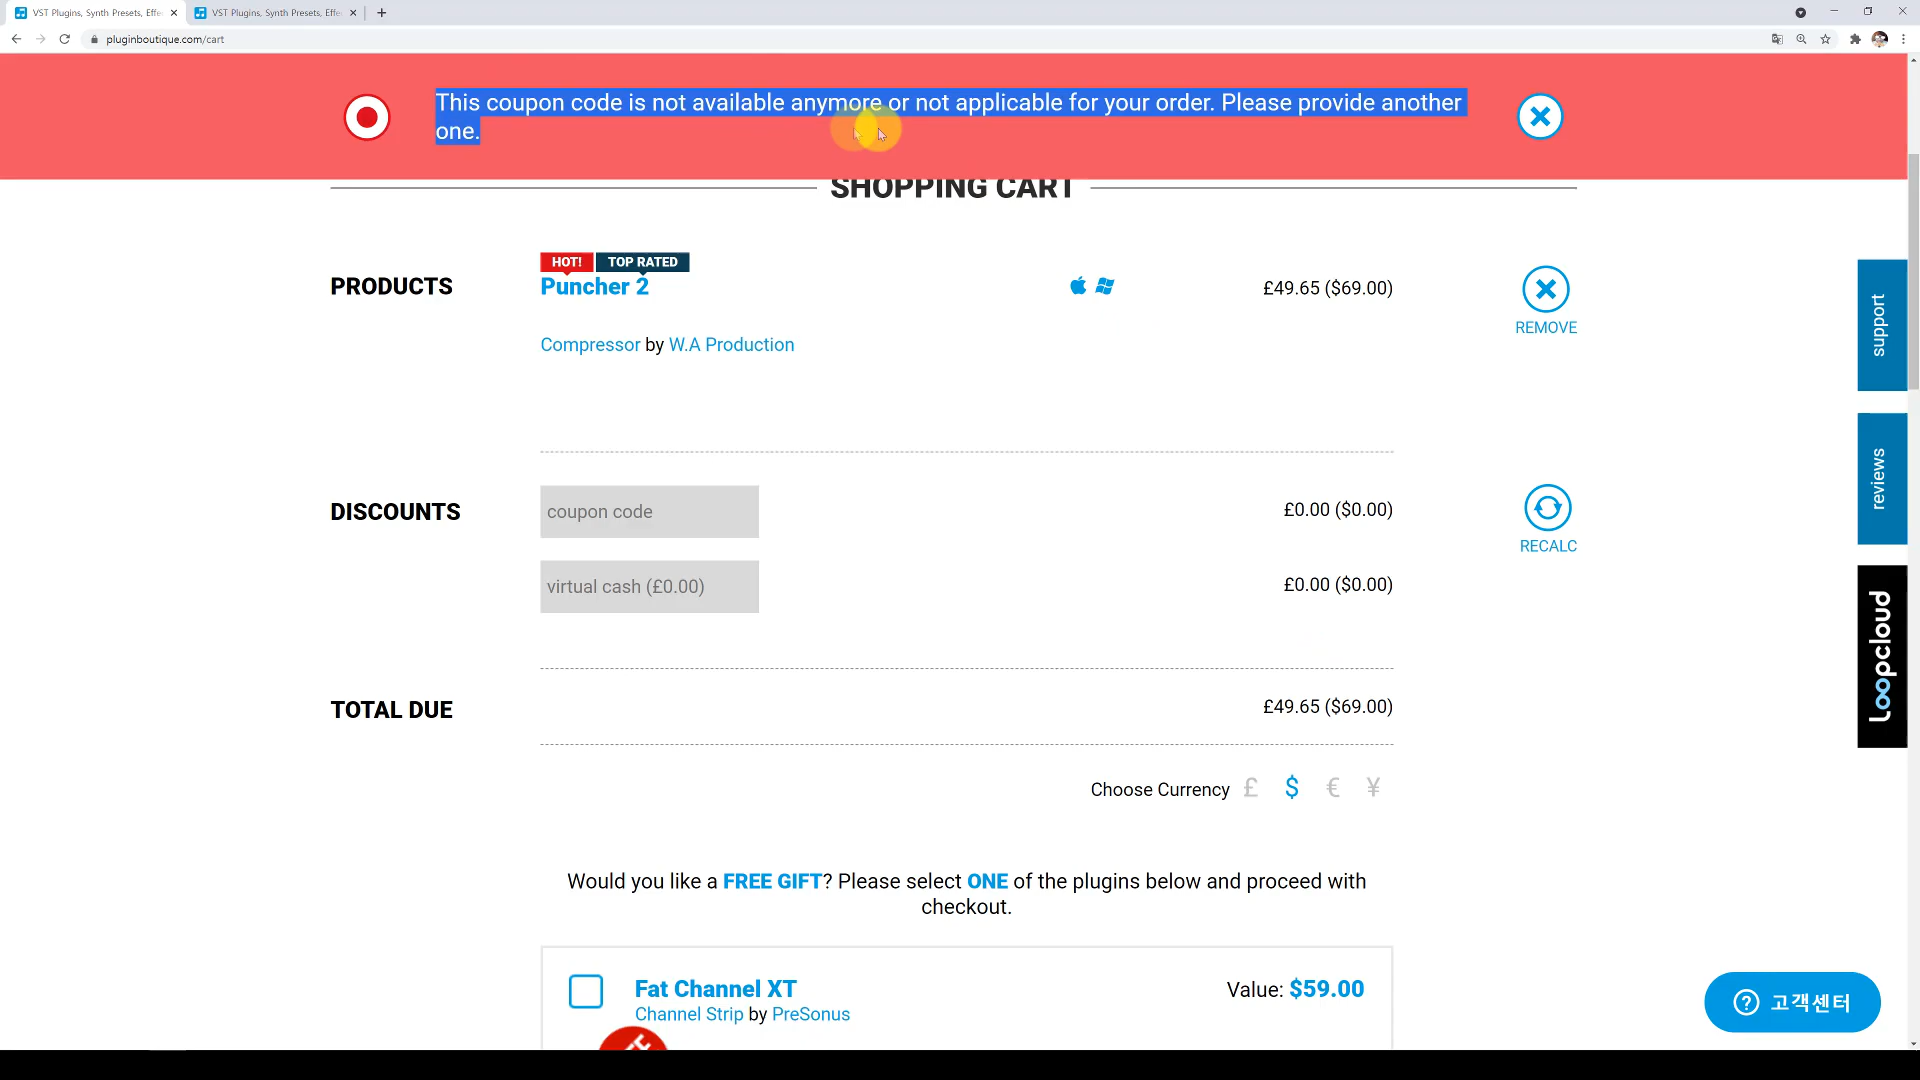 VST Plugins, Synth Presets, Effe
VST Plugins, Synth Presets, Effe
pluginboutique.com/cart
This coupon code is not available anymore or not applicable for your order. Please provide another
one.
SHOPPING CART
HOT! TOP RATED
PRODUCTS Puncher 2 £49.65 ($69.00)
REMOVE
Compressor by W.A Production
DISCOUNTS coupon code £0.00 ($0.00)
RECALC
virtual cash (£0.00) £0.00 ($0.00)
TOTAL DUE £49.65 ($69.00)
Choose Currency £ $ € ¥
Would you like a FREE GIFT? Please select ONE of the plugins below and proceed with
checkout.
Fat Channel XT Value: $59.00
Channel Strip by PreSonus
support
reviews
Loopcloud
고객센터